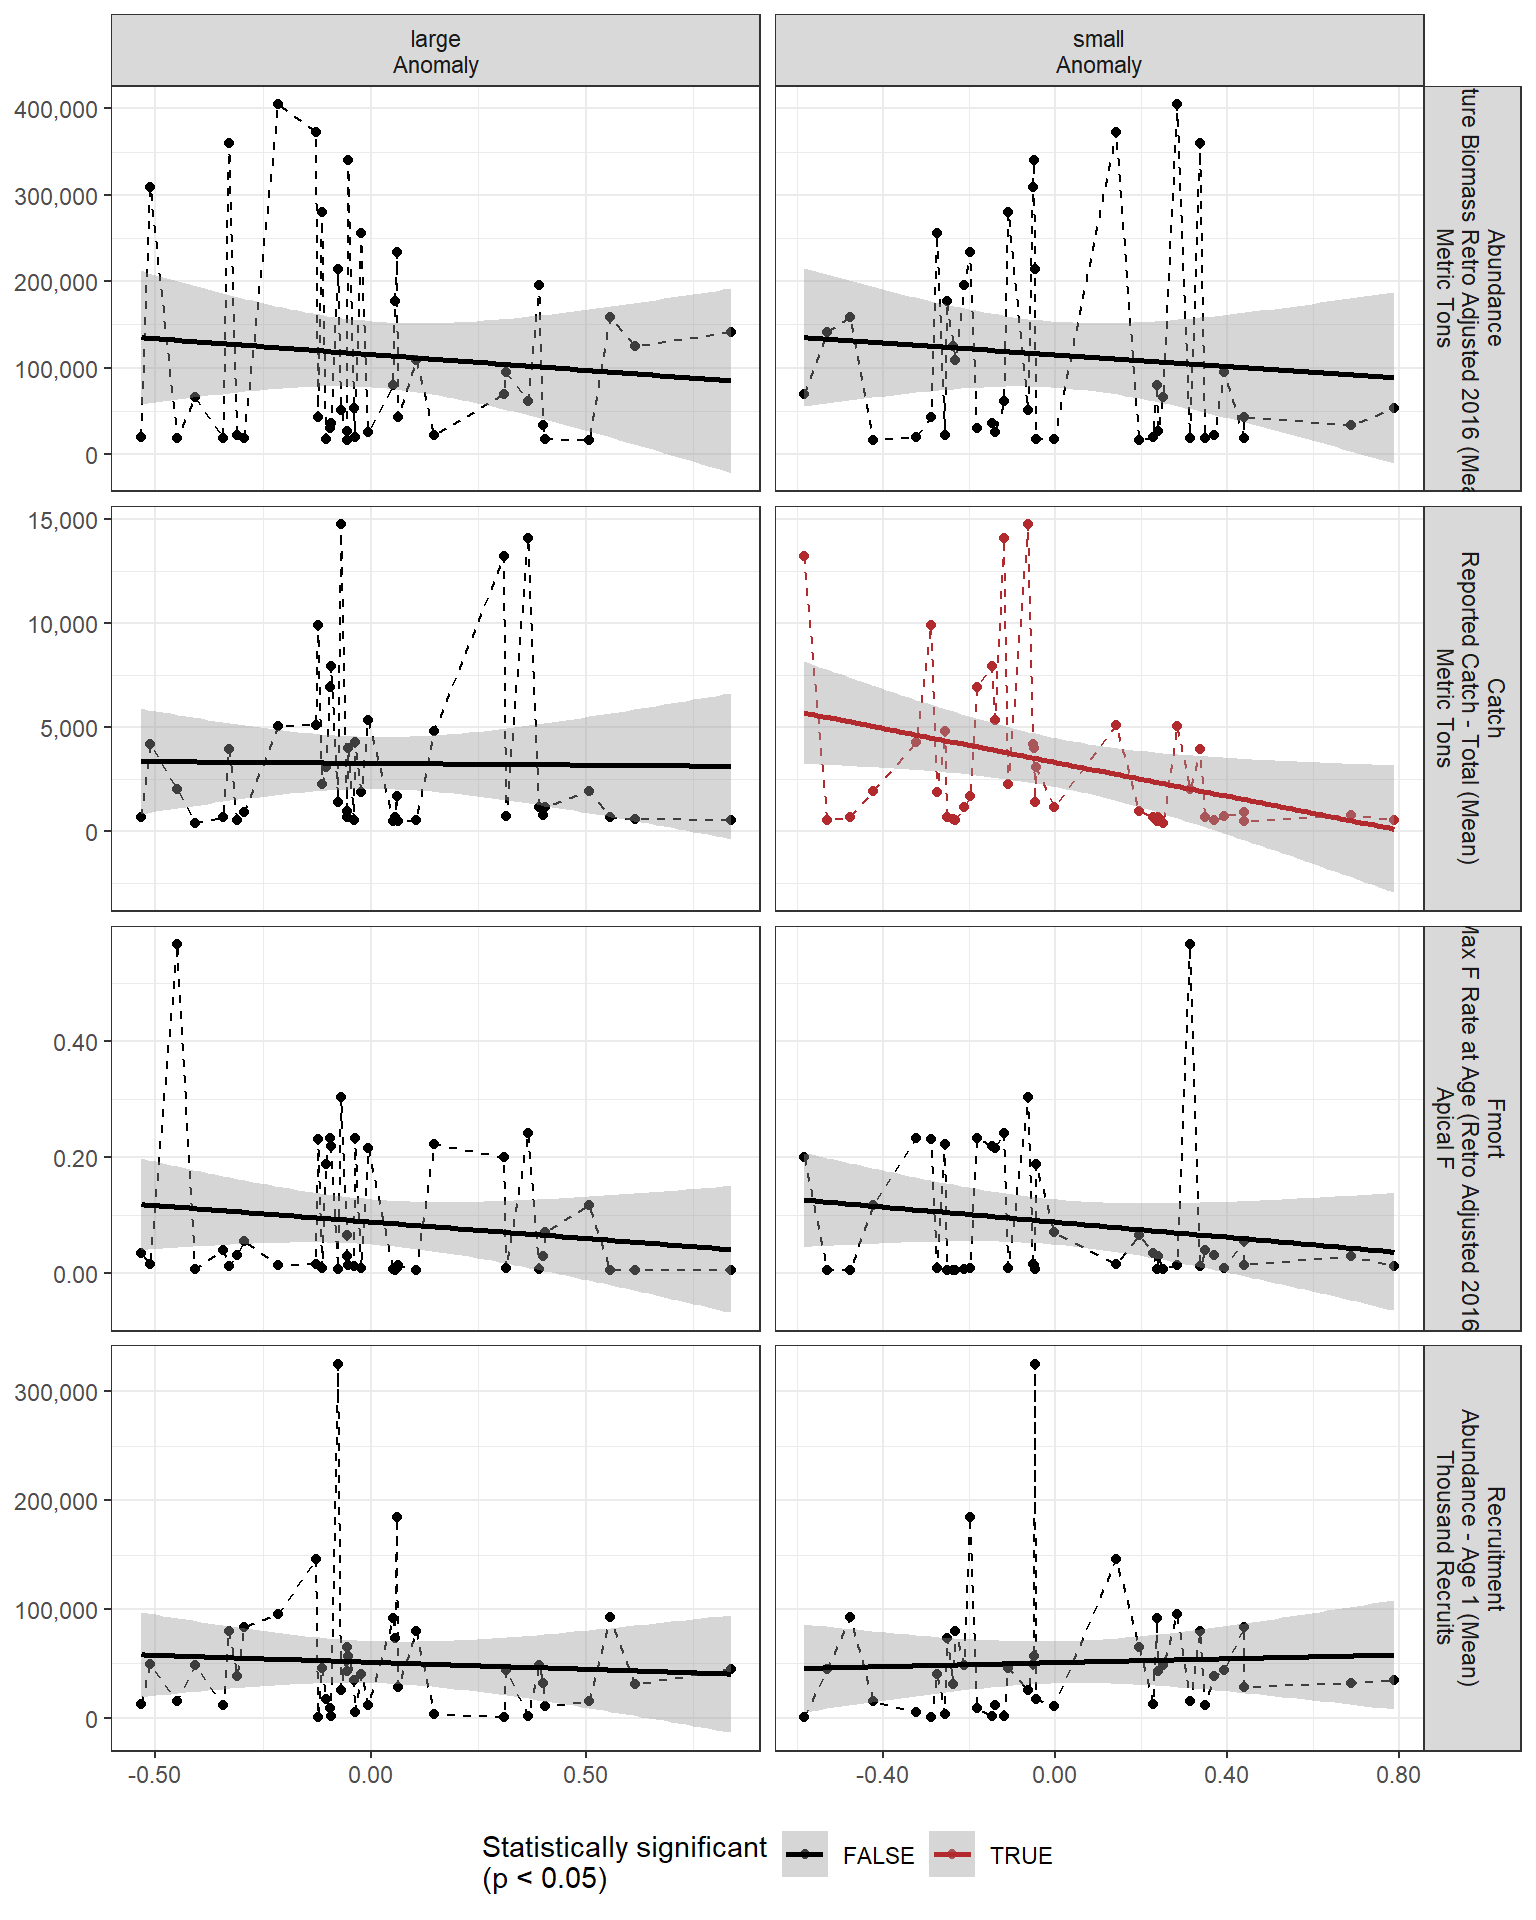 large
Anomaly
small
Anomaly
400,000
300,000
200,000
100,000
0
Abundance
Biomass Retro Adjusted 2016
Metric Tons
15,000
10,000
5,000
0
Catch
Reported Catch - Total (Mean)
Metric Tons
0.40
0.20
0.00
Fmort
F Rate at Age (Retro Adjusted 2016
Apical F
300,000
200,000
100,000
0
Recruitment
Abundance - Age 1 (Mean)
Thousand Recruits
-0.50
0.00
0.50
-0.40
0.00
0.40
0.80
Statistically significant
(p < 0.05)
FALSE
TRUE